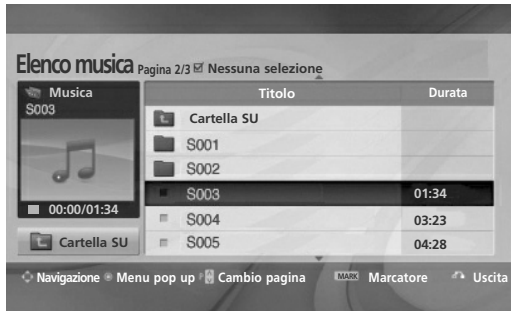 Elenco musica Pagina 2/3 Nessuna selezione
Musica
S003
00:00/01:34
Cartella SU
Titolo Durata
Cartella SU
S001
S002
S003 01:34
S004 03:23
S005 04:28
Navigazione Menu pop up P Cambio pagina MARK Marcatore Uscita